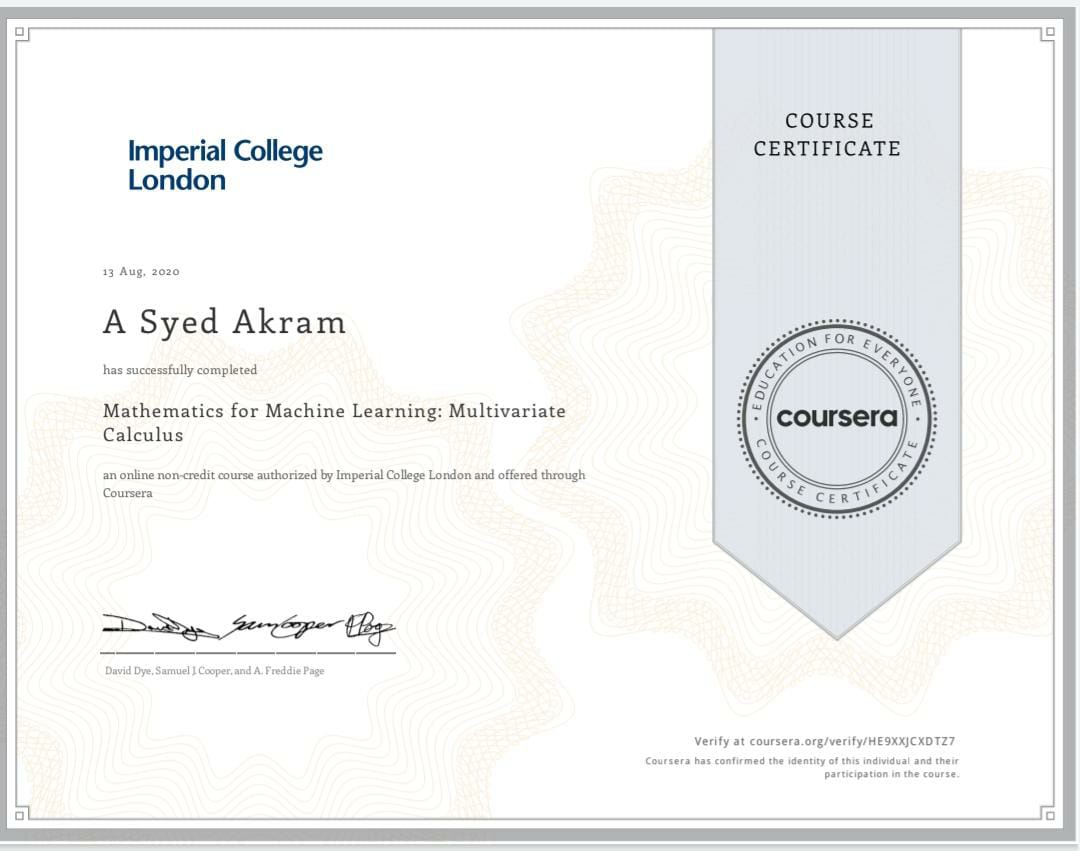 COURSE
CERTIFICATE
Imperial College
London
13 Aug, 2020
A Syed Akram
has successfully completed
Mathematics for Machine Learning: Multivariate
Calculus
an online non-credit course authorized by Imperial College London and offered through
Coursera
EDUCATION FOR EVERYONE
coursera
COURSE CERTIFICATE
David Dye, Samuel J. Cooper, and A. Freddie Page
Verify at coursera.org/verify/HE9XXJCXDTZ7
Coursera has confirmed the identity of this individual and their
participation in the course.